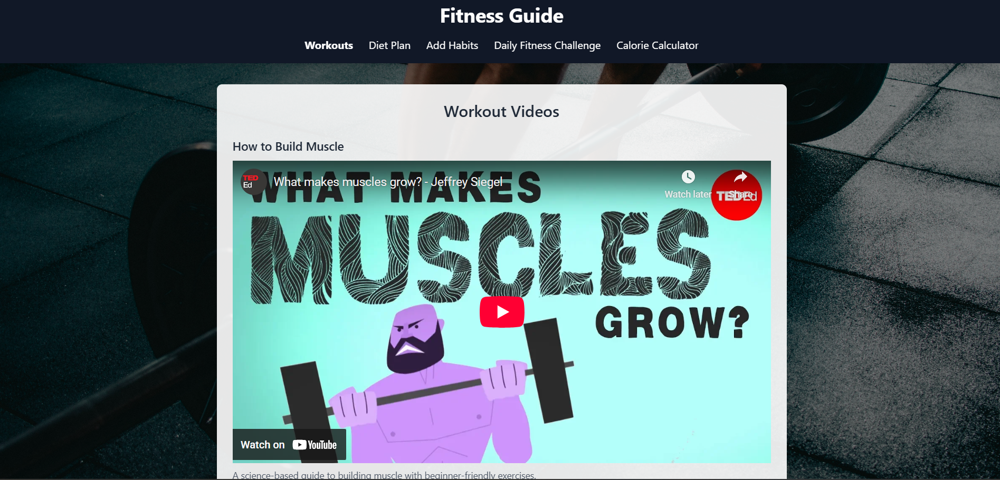 Fitness Guide
Workouts Diet Plan Add Habits Daily Fitness Challenge Calorie Calculator
Workout Videos
How to Build Muscle
TED Ed
What makes muscles grow? - Jeffrey Siegel
Watch later
Share
TEDEd
WHAT MAKES
MUSCLES
GROW?
Watch on YouTube
A science-based guide to building muscle with beginner-friendly exercises.